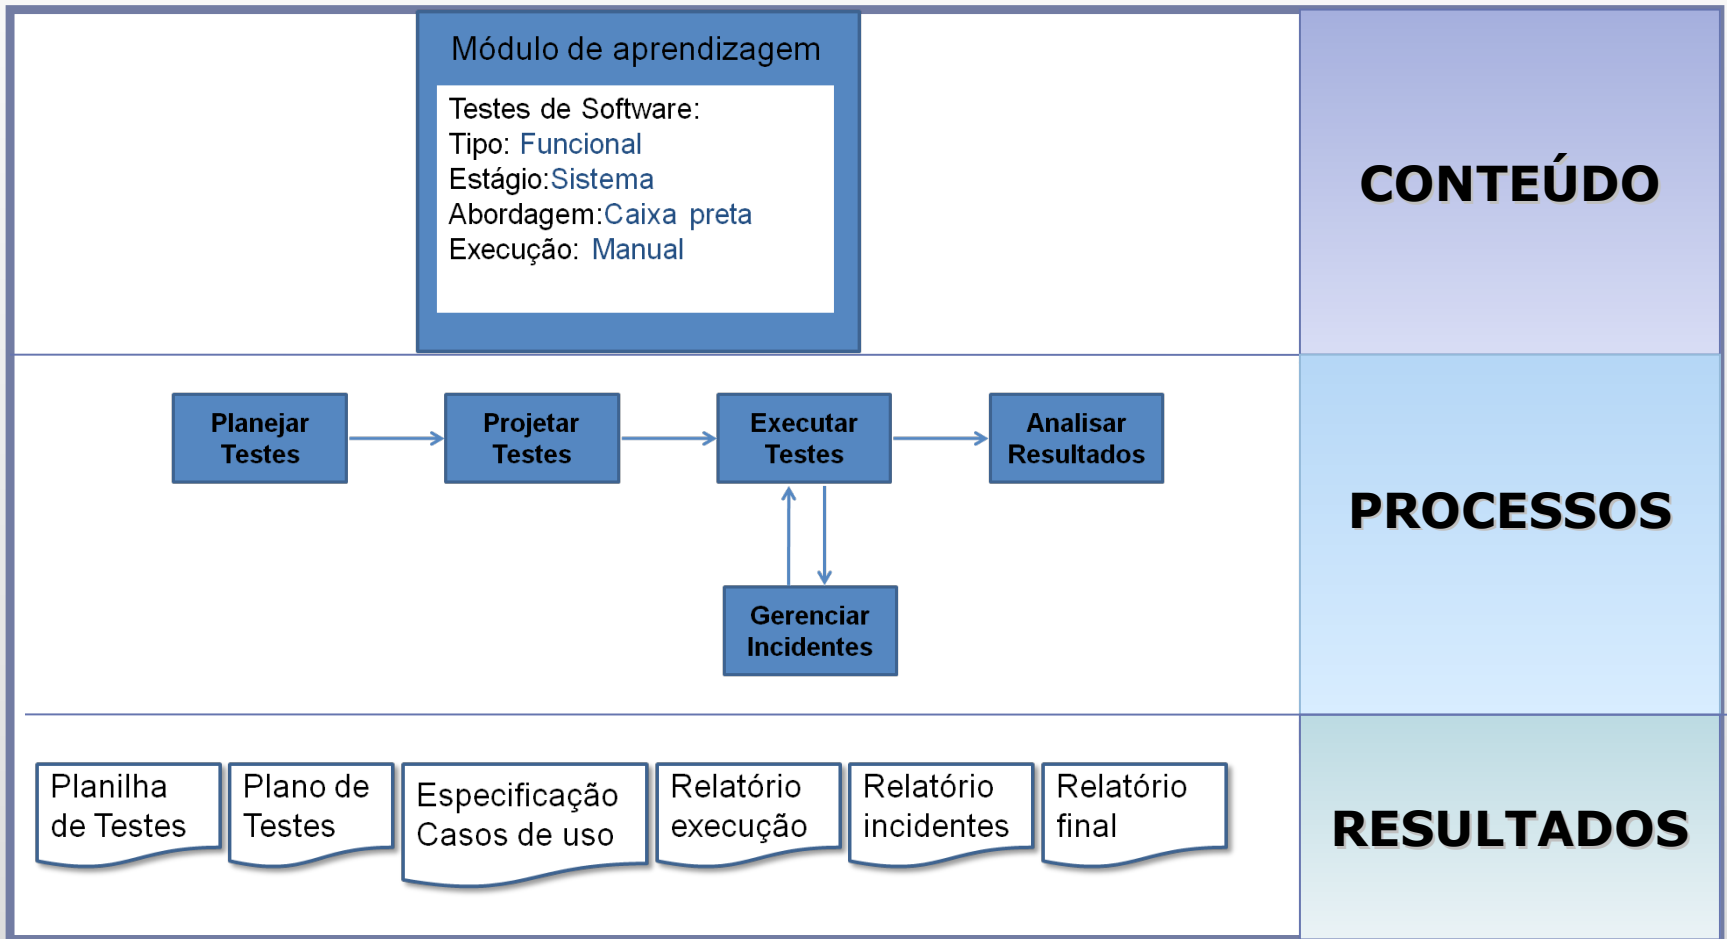 Módulo de aprendizagem
Testes de Software:
Tipo: Funcional
Estágio:Sistema
Abordagem:Caixa preta
Execução: Manual
CONTEÚDO
Planejar
Testes
Projetar
Testes
Executar
Testes
Analisar
Resultados
Gerenciar
Incidentes
PROCESSOS
Planilha
de Testes
Plano de
Testes
Especificação
Casos de uso
Relatório
execução
Relatório
incidentes
Relatório
final
RESULTADOS